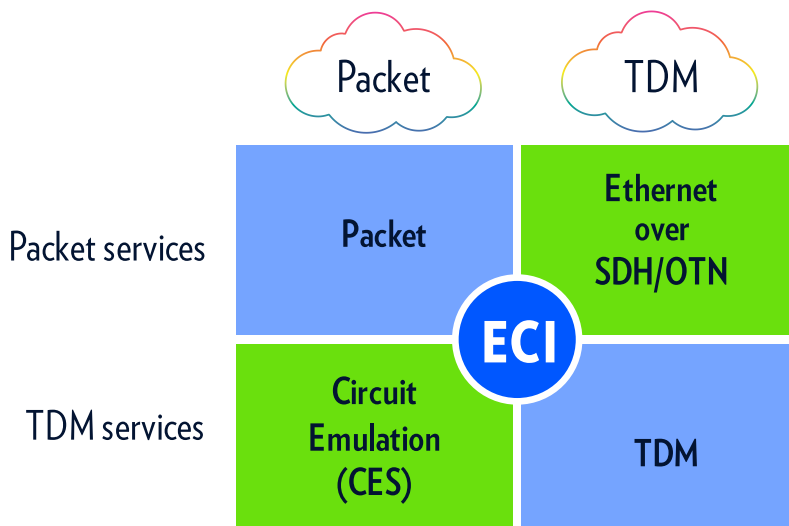 Packet
TDM
Packet services
Packet
Ethernet
over
SDH/OTN
ECI
TDM services
Circuit
Emulation
(CES)
TDM